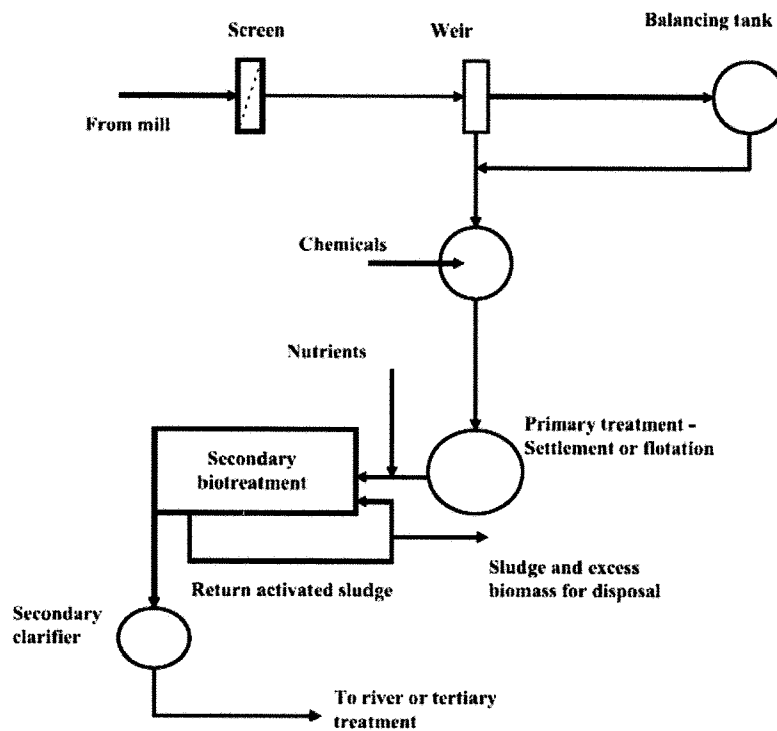 Screen
Weir
Balancing tank
From mill
Chemicals
Nutrients
Primary treatment -
Settlement or flotation
Secondary
biotreatment
Return activated sludge
Sludge and excess
biomass for disposal
Secondary
clarifier
To river or tertiary
treatment